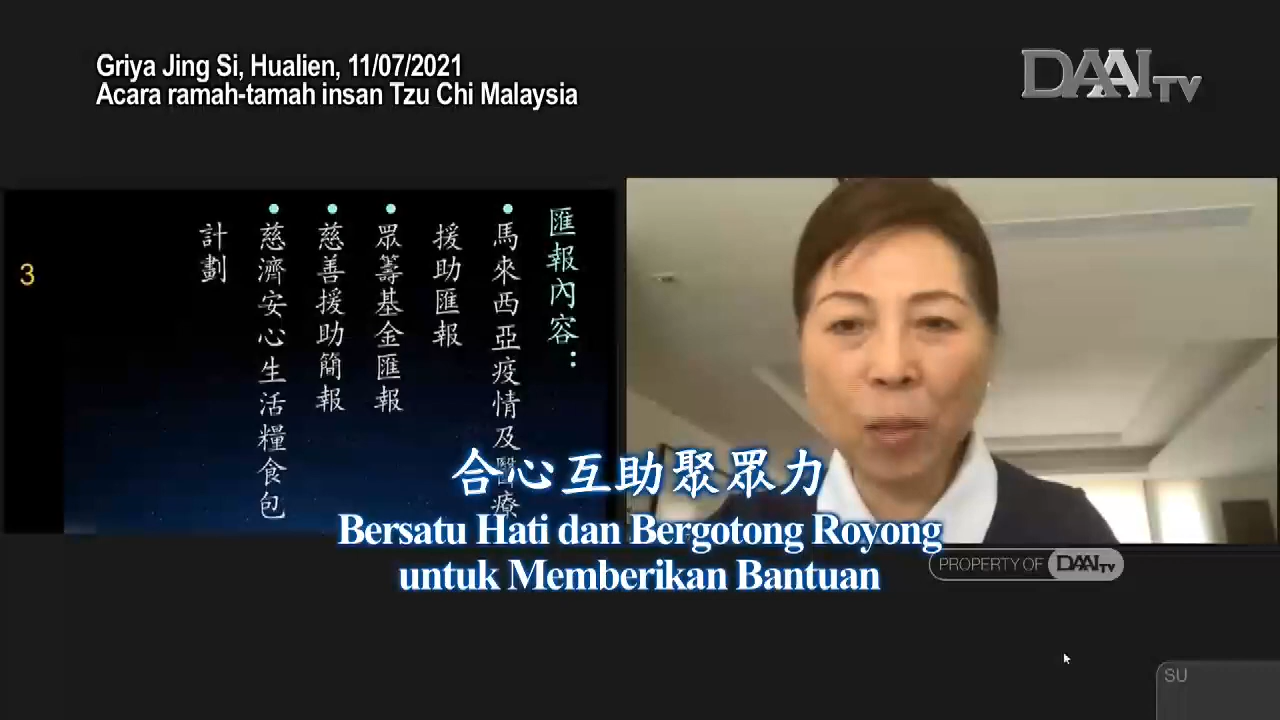 Griya Jing Si, Hualien, 11/07/2021
Acara ramah-tamah insan Tzu Chi Malaysia
DAAI TV
3
匯報內容：
• 馬來西亞疫情及醫療
援助匯報
• 眾籌基金匯報
• 慈善援助簡報
• 慈濟安心生活糧食包
計劃
合心互助聚眾力
Bersatu Hati dan Bergotong Royong
untuk Memberikan Bantuan
PROPERTY OF DAAI TV
SU